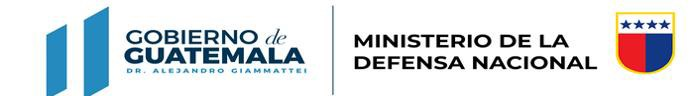 GOBIERNO de
GUATEMALA
DR. ALEJANDRO GIAMMATTEI
MINISTERIO DE LA
DEFENSA NACIONAL